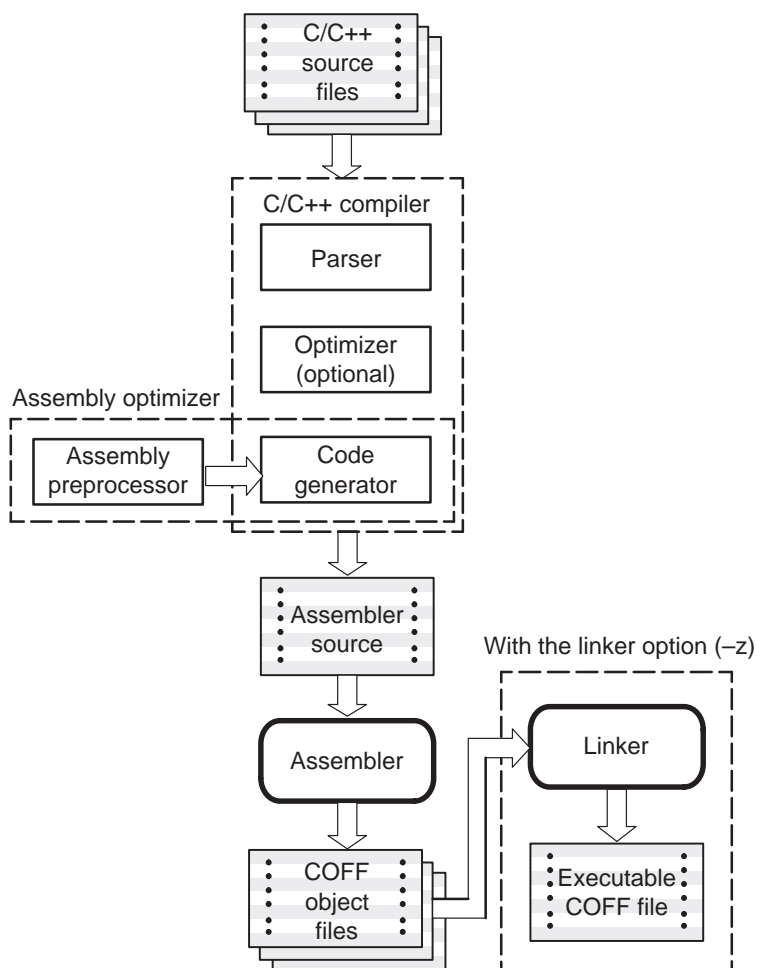 C/C++
source
files
C/C++ compiler
Parser
Optimizer
(optional)
Assembly optimizer
Assembly
preprocessor
Code
generator
Assembler
source
With the linker option (–z)
Assembler
Linker
COFF
object
files
Executable
COFF file